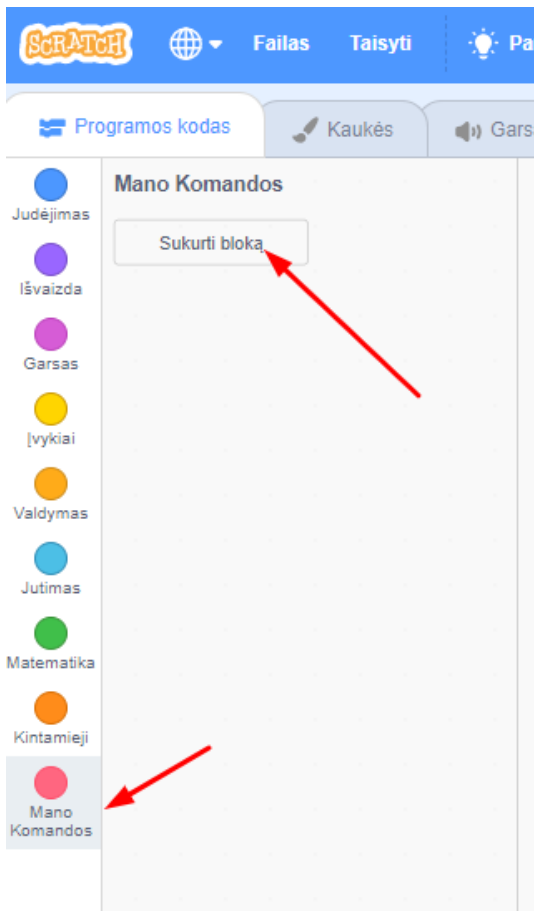 SCRATCH Failas Taisyti
Programos kodas Kaukės
Mano Komandos
Sukurti bloką
Judėjimas
Išvaizda
Garsas
Įvykiai
Valdymas
Jutimas
Matematika
Kintamieji
Mano
Komandos